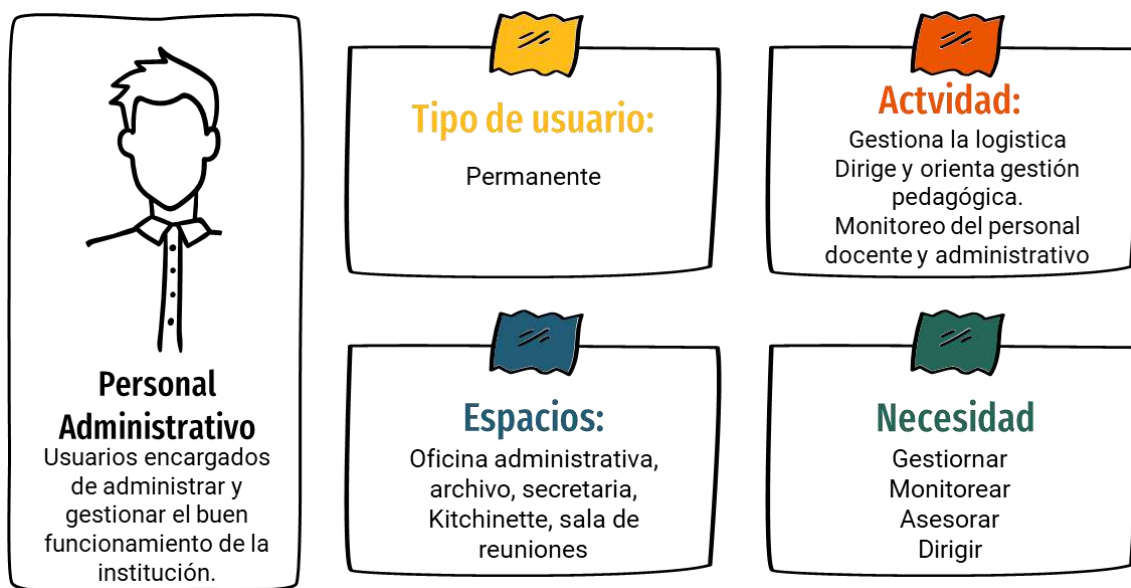 Personal
Administrativo
Usuarios encargados
de administrar y
gestionar el buen
funcionamiento de la
institución.
Tipo de usuario:
Permanente
Actvidad:
Gestiona la logistica
Dirige y orienta gestión
pedagógica.
Monitoreo del personal
docente y administrativo
Espacios:
Oficina administrativa,
archivo, secretaria,
Kitchinette, sala de
reuniones
Necesidad
Gestiornar
Monitorear
Asesorar
Dirigir